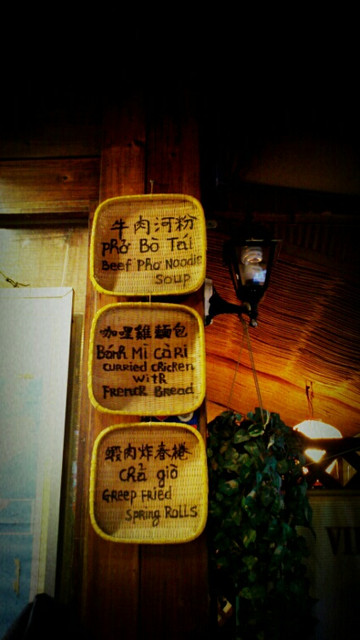 牛肉河粉
Phở Bò Tái
Beef Pho Noodle
Soup
咖哩雞麵包
Bánh Mì Cà Ri
curried chicken
with
French Bread
蝦肉炸春捲
chả giò
Greep Fried
Spring Rolls